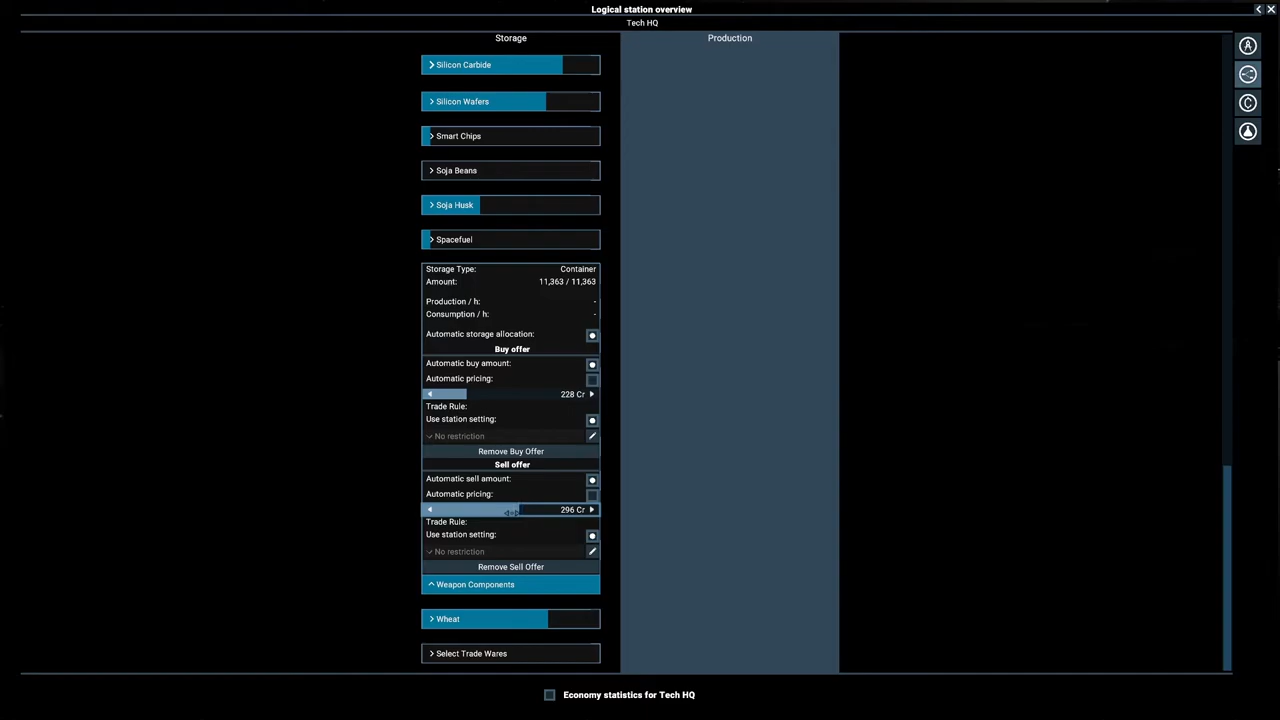 Logical station overview
Tech HQ
Storage
Production
Silicon Carbide
Silicon Wafers
Smart Chips
Soja Beans
Soja Husk
Spacefuel
Storage Type: Container
Amount: 11,363 / 11,363
Production / h: -
Consumption / h: -
Automatic storage allocation:
Buy offer
Automatic buy amount:
Automatic pricing:
228 Cr
Trade Rule:
Use station setting:
No restriction
Remove Buy Offer
Sell offer
Automatic sell amount:
Automatic pricing:
296 Cr
Trade Rule:
Use station setting:
No restriction
Remove Sell Offer
Weapon Components
Wheat
Select Trade Wares
Economy statistics for Tech HQ